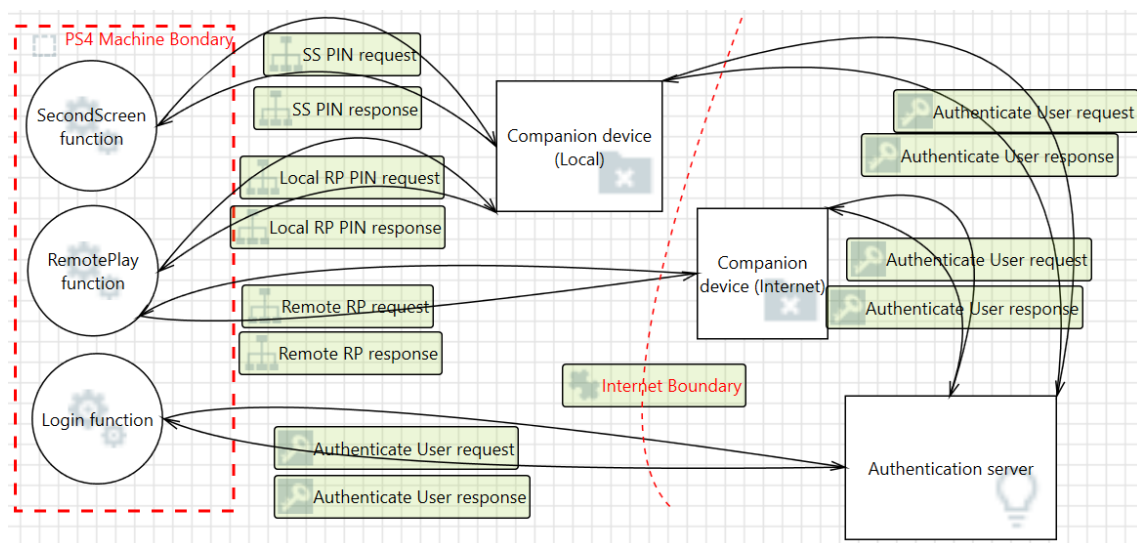 PS4 Machine Bondary
SecondScreen
function
SS PIN request
SS PIN response
Companion device
(Local)
Authenticate User request
Authenticate User response
Local RP PIN request
Local RP PIN response
RemotePlay
function
Companion
device (Internet)
Authenticate User request
Authenticate User response
Remote RP request
Remote RP response
Internet Boundary
Login function
Authenticate User request
Authenticate User response
Authentication server